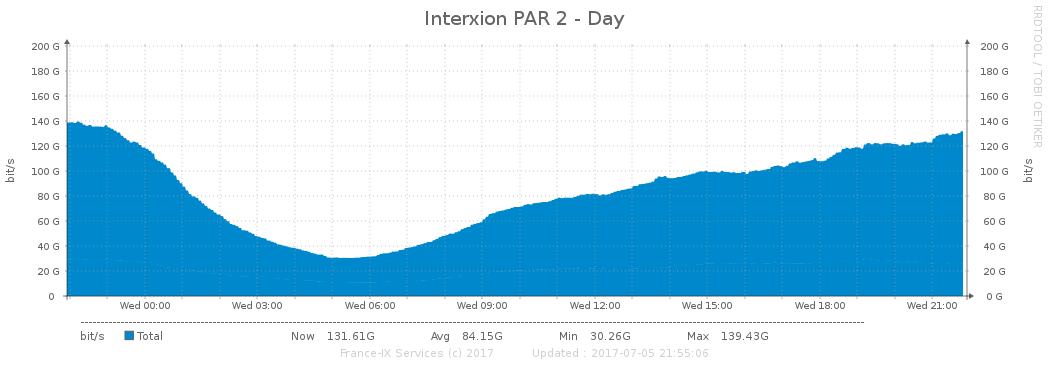 Interxion PAR 2 - Day
RRDTOOL / TOBI OETIKER
200 G 200 G
180 G 180 G
160 G 160 G
140 G 140 G
120 G 120 G
100 G 100 G
80 G 80 G
60 G 60 G
40 G 40 G
20 G 20 G
0 0 G
bit/s bit/s
Wed 00:00 Wed 03:00 Wed 06:00 Wed 09:00 Wed 12:00 Wed 15:00 Wed 18:00 Wed 21:00
bit/s Total Now 131.61G Avg 84.15G Min 30.26G Max 139.43G
France-IX Services (c) 2017 Updated : 2017-07-05 21:55:06